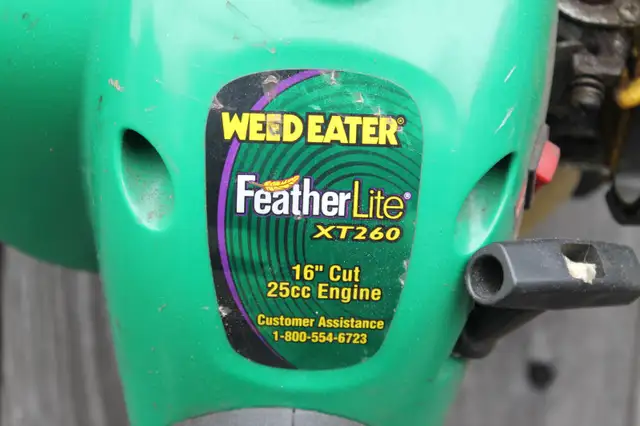 WEED EATER®
FeatherLite®
XT260
16" Cut
25cc Engine
Customer Assistance
1-800-554-6723